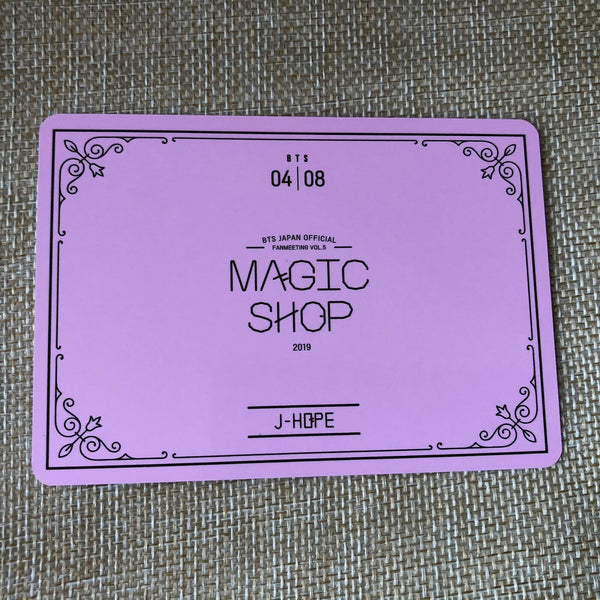 BTS
04|08
BTS JAPAN OFFICIAL
FANMEETING VOL.5
MAGIC
SHOP
2019
J-HOPE